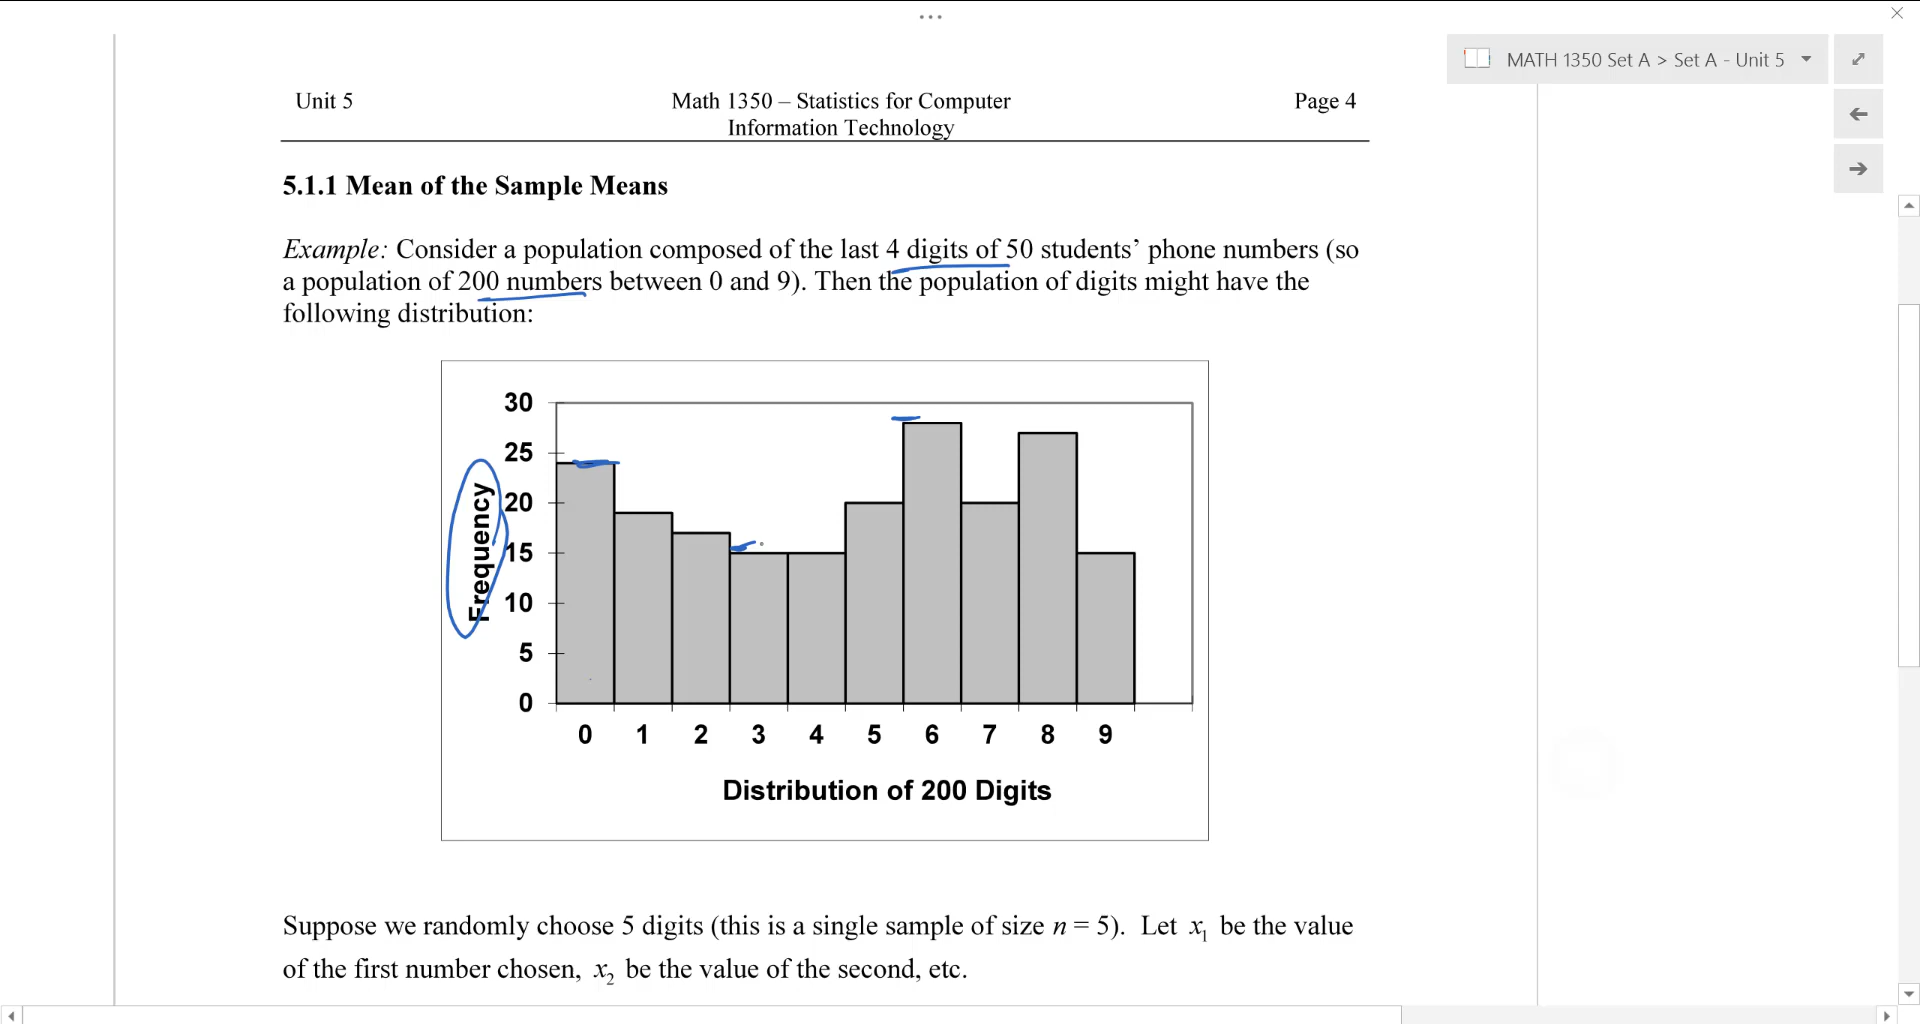 MATH 1350 Set A > Set A - Unit 5
Unit 5
Math 1350 – Statistics for Computer
Information Technology
Page 4
5.1.1 Mean of the Sample Means
Example: Consider a population composed of the last 4 digits of 50 students’ phone numbers (so
a population of 200 numbers between 0 and 9). Then the population of digits might have the
following distribution:
Frequency
30
25
20
15
10
5
0
0 1 2 3 4 5 6 7 8 9
Distribution of 200 Digits
Suppose we randomly choose 5 digits (this is a single sample of size n = 5). Let x₁ be the value
of the first number chosen, x₂ be the value of the second, etc.